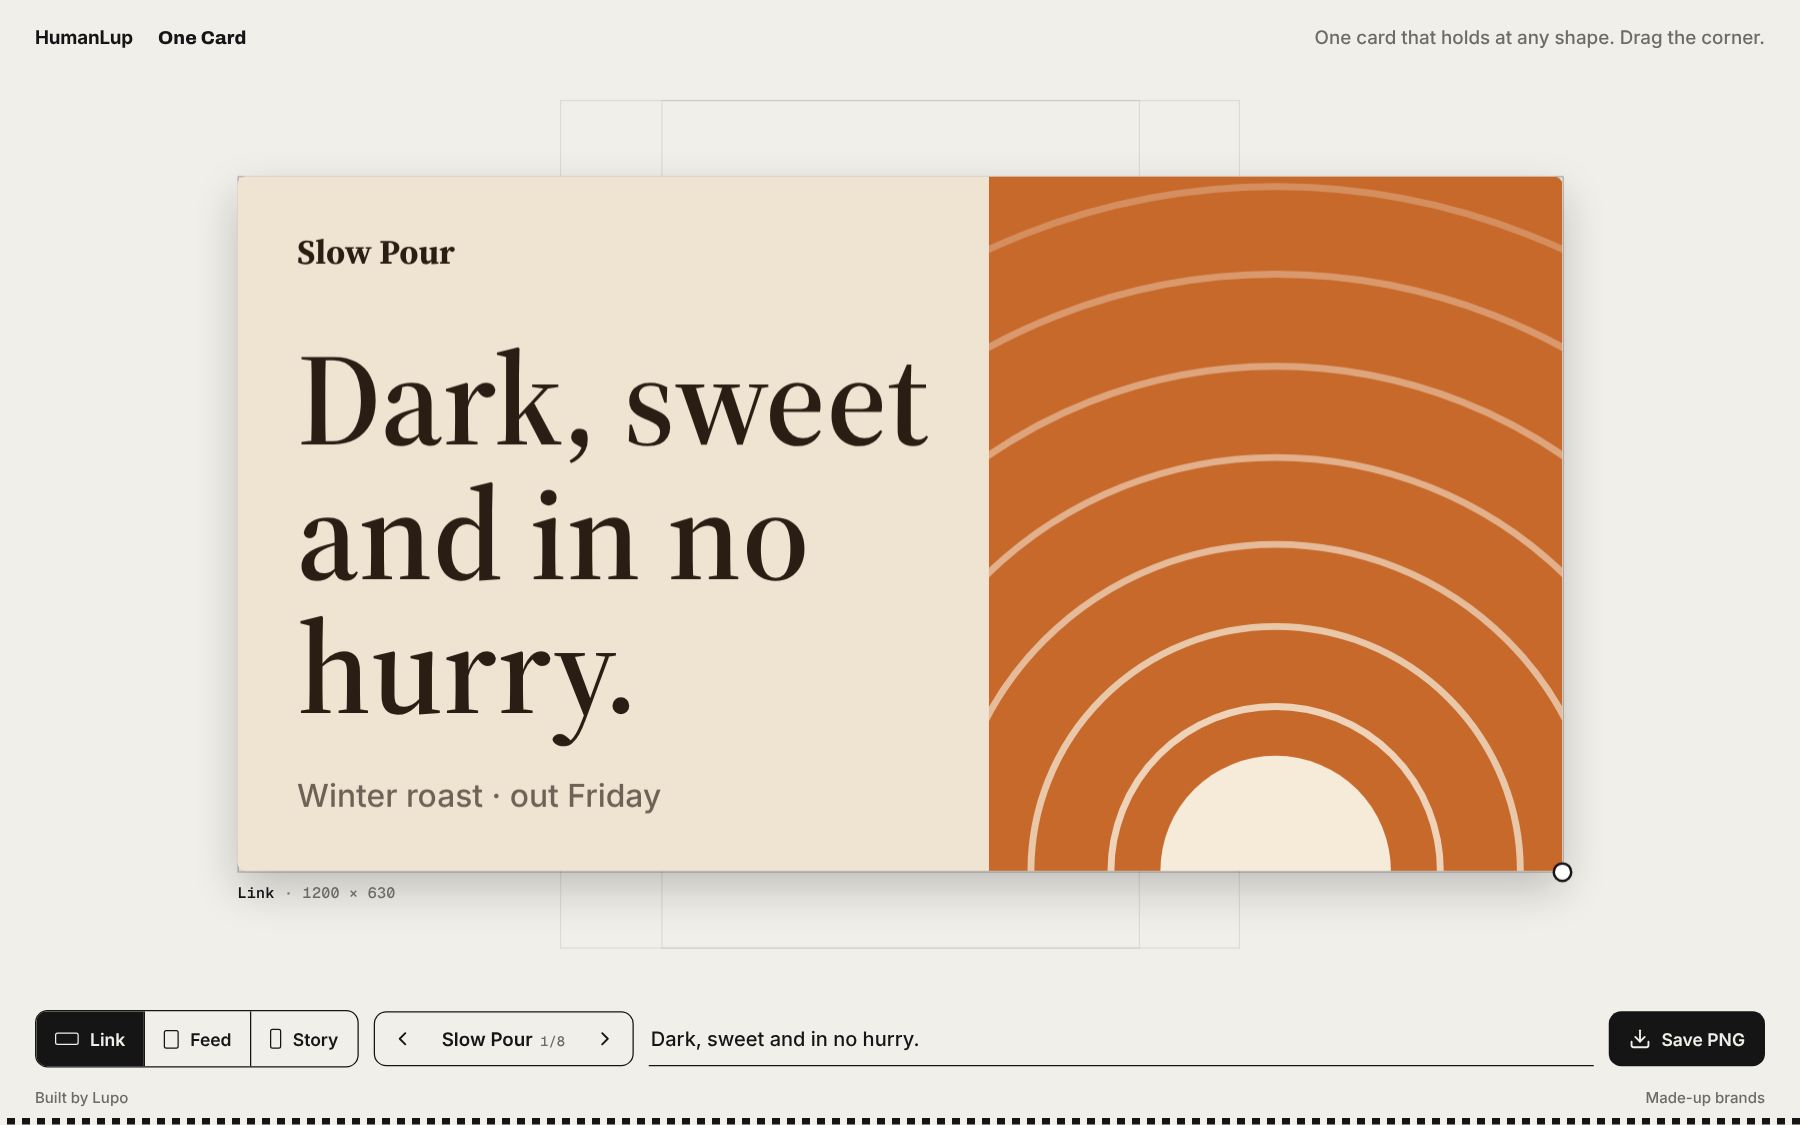 HumanLup One Card
One card that holds at any shape. Drag the corner.
Slow Pour
Dark, sweet
and in no
hurry.
Winter roast · out Friday
Link · 1200 × 630
Link
Feed
Story
Slow Pour 1/8
Dark, sweet and in no hurry.
Save PNG
Built by Lupo
Made-up brands